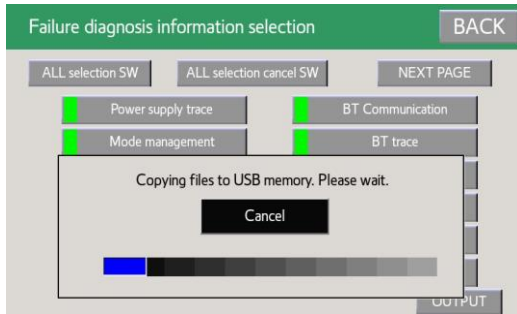 Failure diagnosis information selection BACK
ALL selection SW ALL selection cancel SW NEXT PAGE
Power supply trace BT Communication
Mode management BT trace
Copying files to USB memory. Please wait.
Cancel
OUTPUT